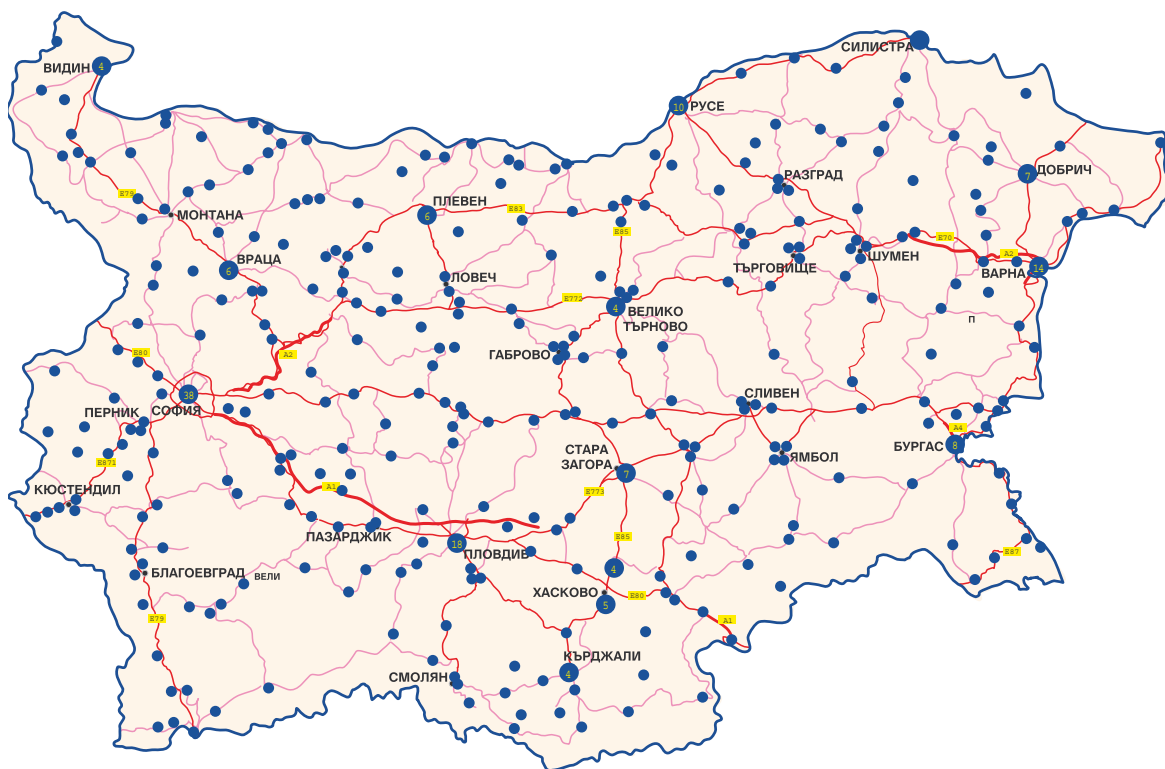 СИЛИСТРА
ВИДИН
4
10
РУСЕ
РАЗГРАД
7
ДОБРИЧ
E79
МОНТАНА
ПЛЕВЕН
6
E83
E85
E70
ВРАЦА
6
ЛОВЕЧ
ТЪРГОВИЩЕ
ШУМЕН
A2
ВАРНА
14
E772
4
ВЕЛИКО
ТЪРНОВО
П
E80
A2
ГАБРОВО
38
СОФИЯ
ПЕРНИК
СЛИВЕН
A4
БУРГАС
8
E871
СТАРА
ЗАГОРА
7
ЯМБОЛ
КЮСТЕНДИЛ
A1
E773
ПАЗАРДЖИК
18
ПЛОВДИВ
E85
E87
БЛАГОЕВГРАД
ВЕЛИ
4
ХАСКОВО
5
E80
E79
A1
КЪРДЖАЛИ
4
СМОЛЯН